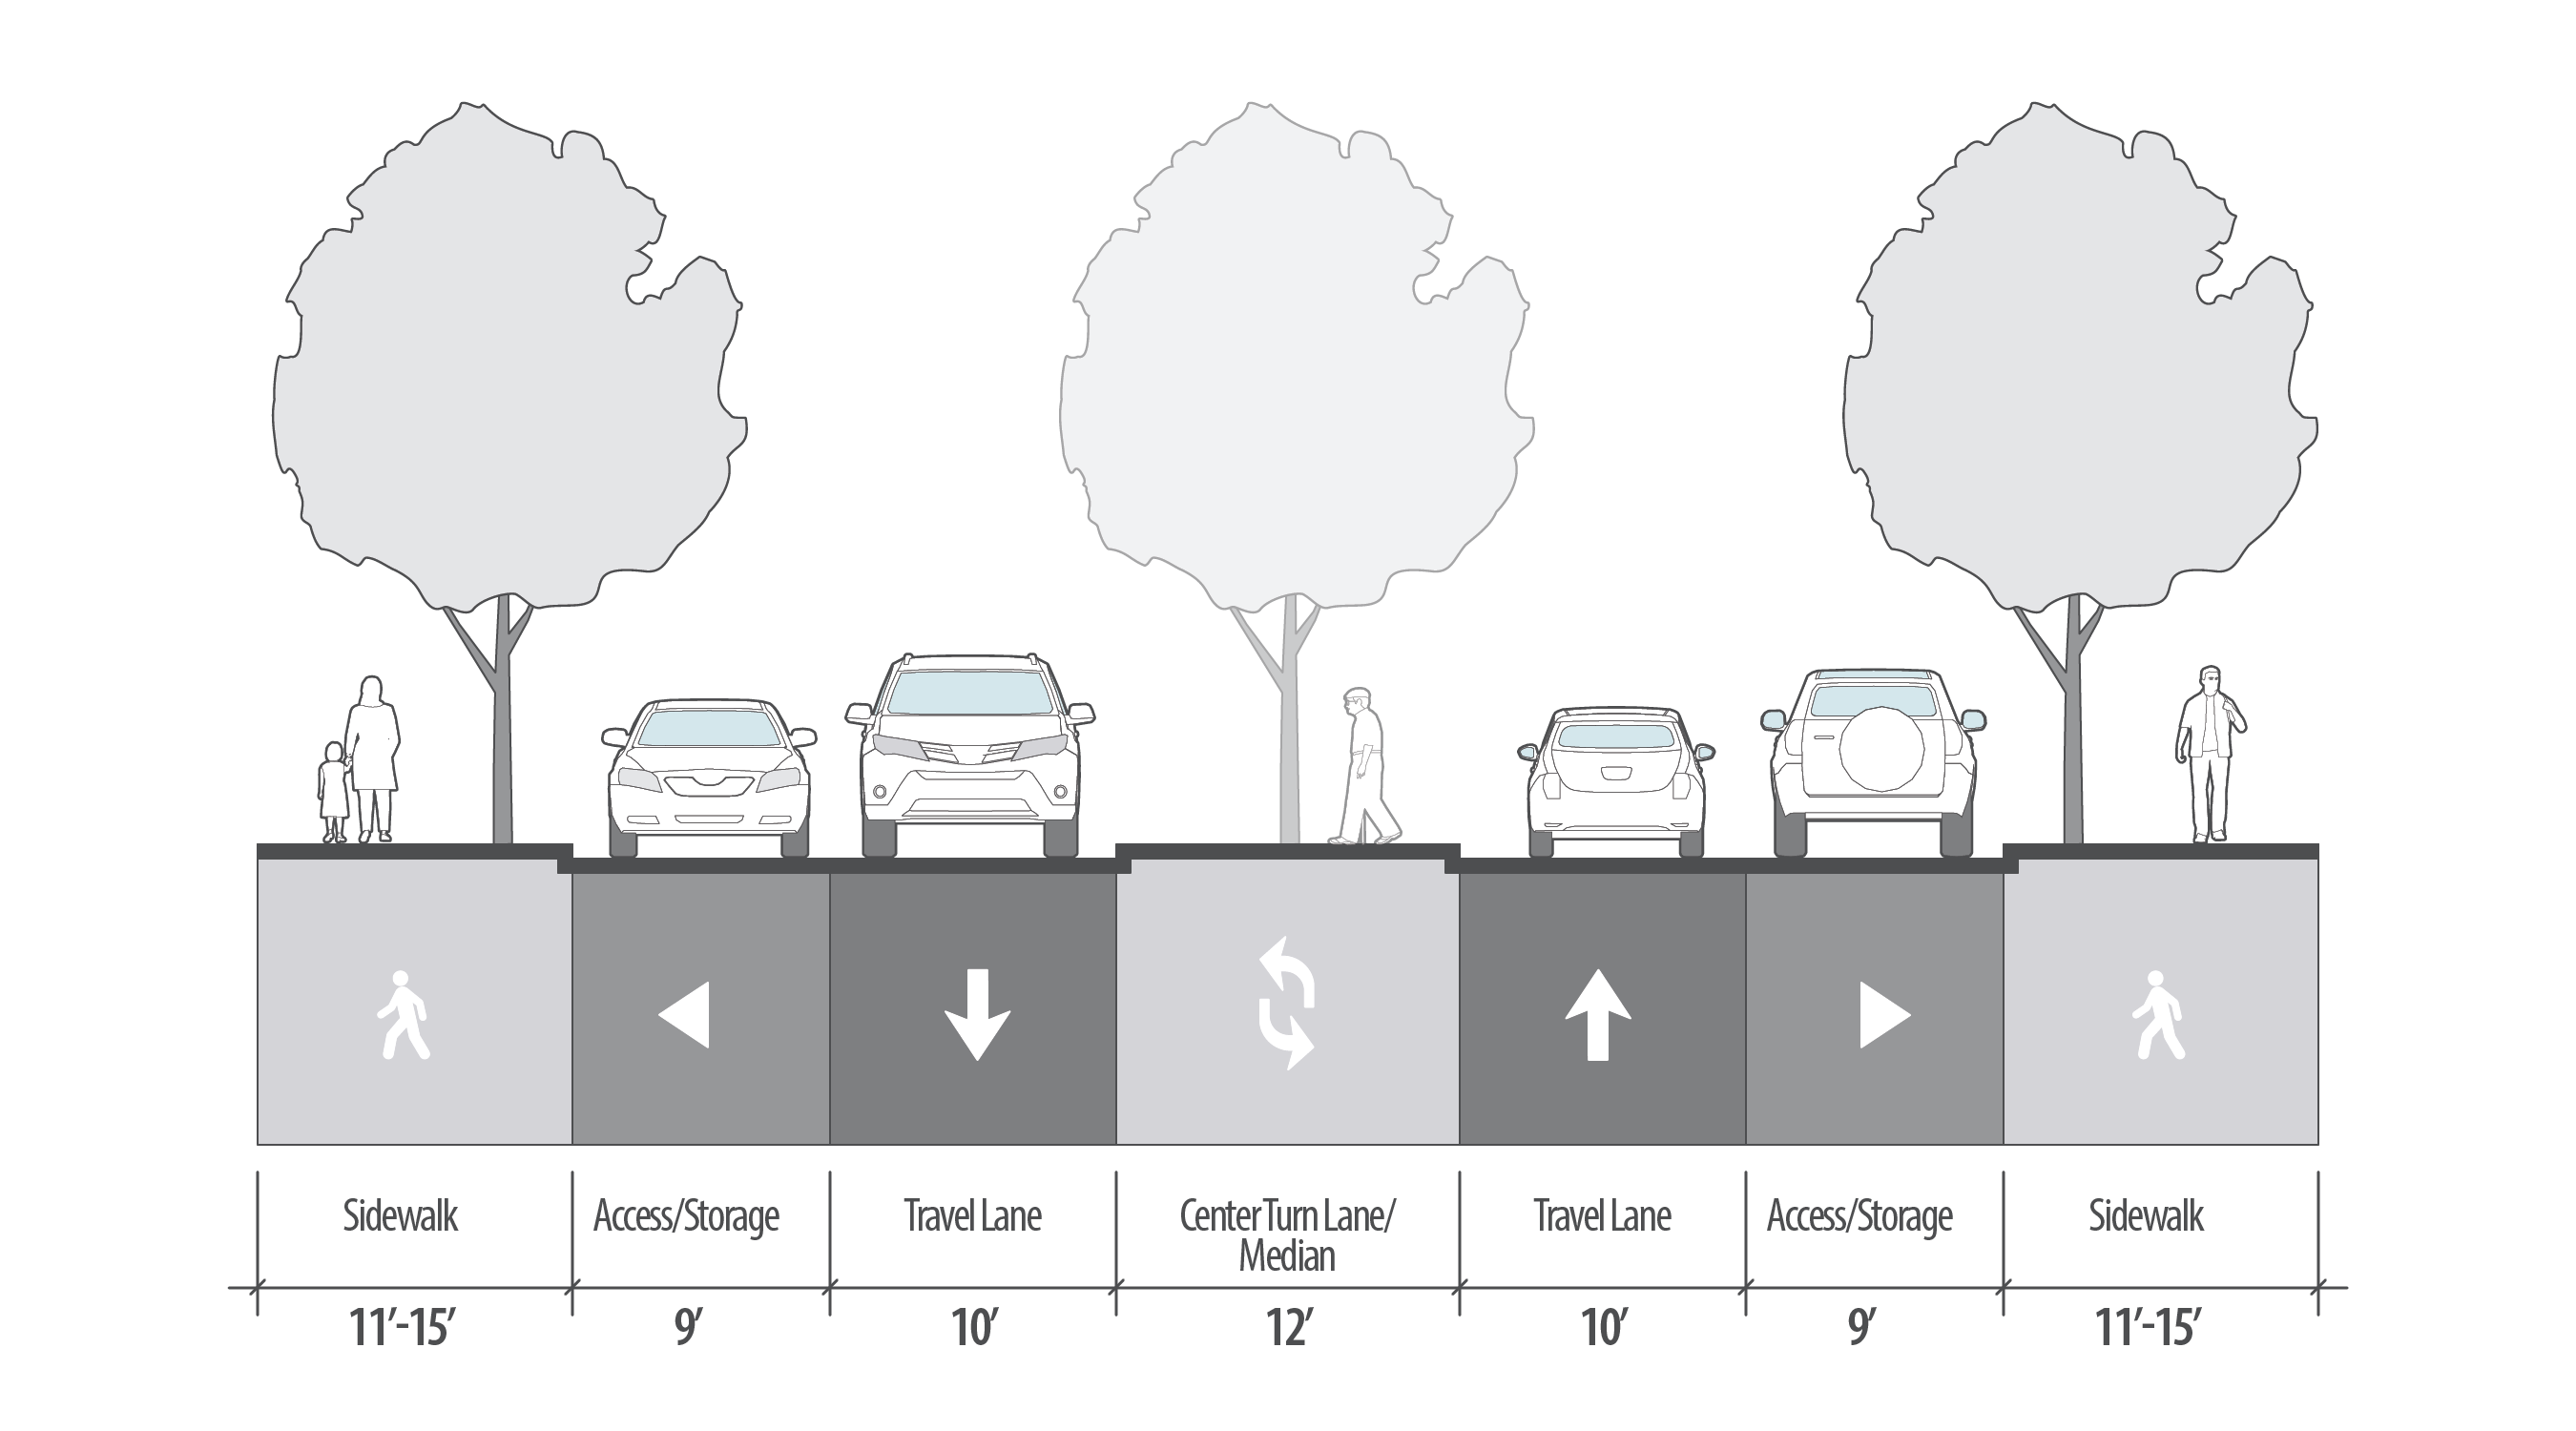 Sidewalk
Access/Storage
Travel Lane
Center Turn Lane/
Median
Travel Lane
Access/Storage
Sidewalk
11′-15′
9′
10′
12′
10′
9′
11′-15′